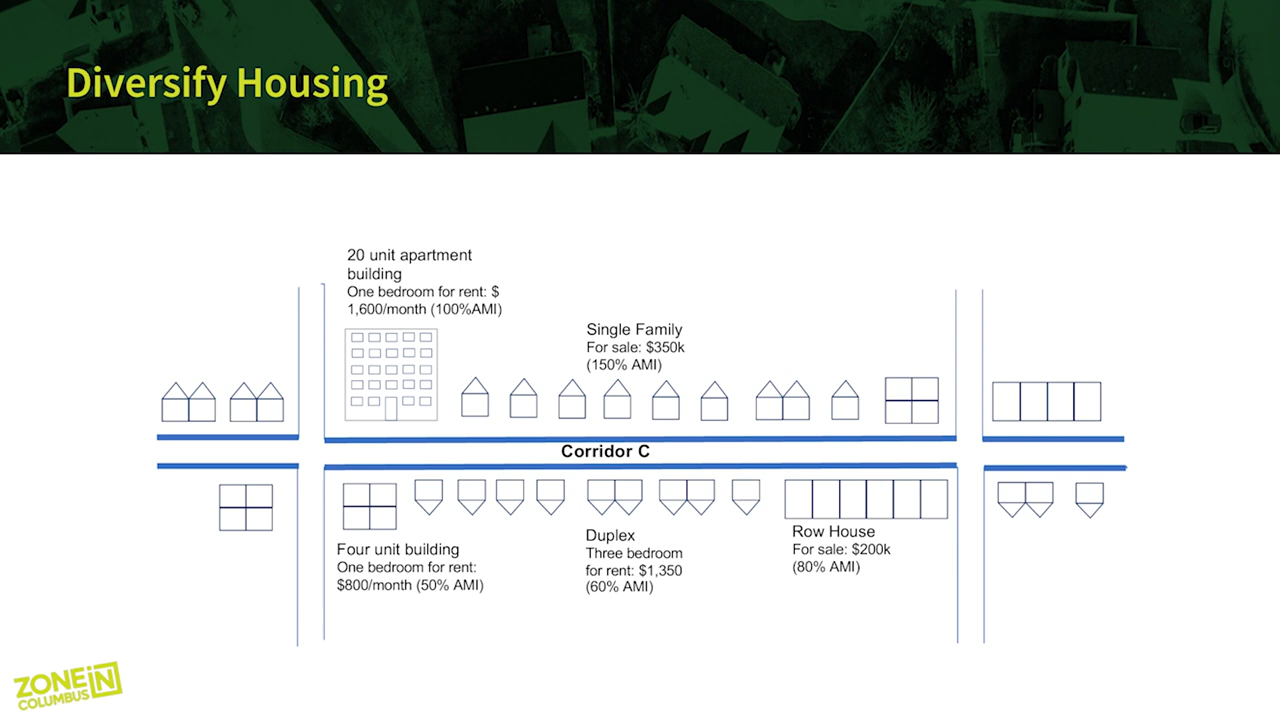 Diversify Housing
20 unit apartment
building
One bedroom for rent: $
1,600/month (100%AMI)
Single Family
For sale: $350k
(150% AMI)
Corridor C
Four unit building
One bedroom for rent:
$800/month (50% AMI)
Duplex
Three bedroom
for rent: $1,350
(60% AMI)
Row House
For sale: $200k
(80% AMI)
ZONE iN
COLUMBUS